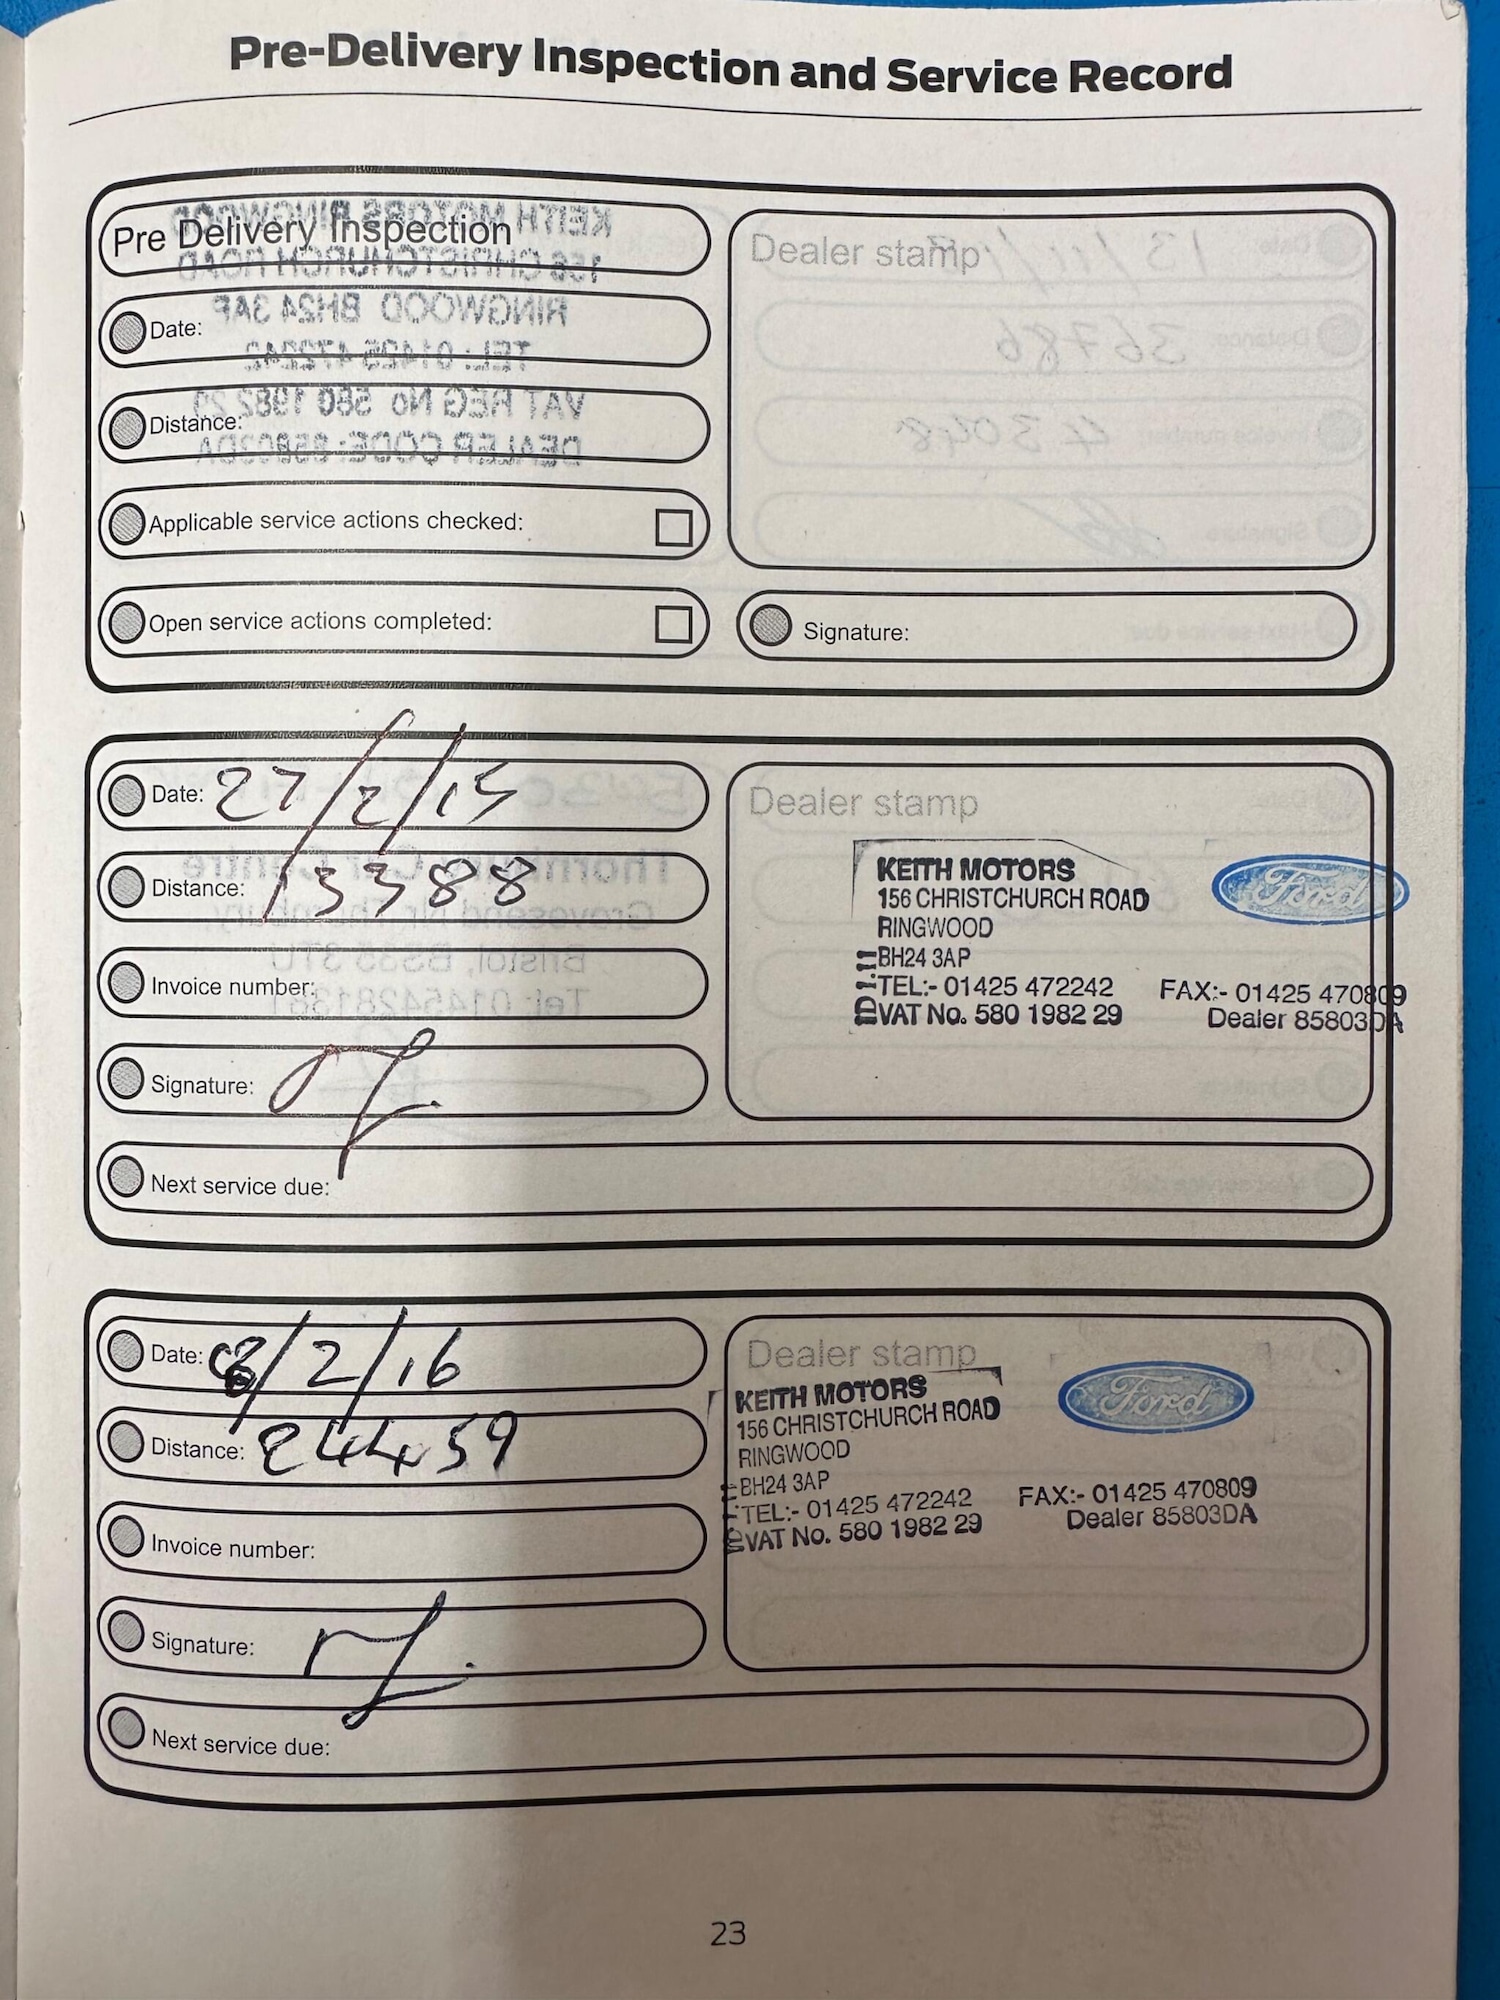 Pre-Delivery Inspection and Service Record
Pre Delivery Inspection
Date:
Distance:
Applicable service actions checked:
Open service actions completed:
Dealer stamp
Signature:
Date: 27/2/15
Distance: 13388
Invoice number:
Signature:
Next service due:
Dealer stamp
KEITH MOTORS
156 CHRISTCHURCH ROAD
RINGWOOD
BH24 3AP
TEL:- 01425 472242 FAX:- 01425 470809
VAT No. 580 1982 29 Dealer 85803DA
Ford
Date: 8/2/16
Distance: 24459
Invoice number:
Signature:
Next service due:
Dealer stamp
KEITH MOTORS
156 CHRISTCHURCH ROAD
RINGWOOD
BH24 3AP
TEL:- 01425 472242 FAX:- 01425 470809
VAT No. 580 1982 29 Dealer 85803DA
Ford
23